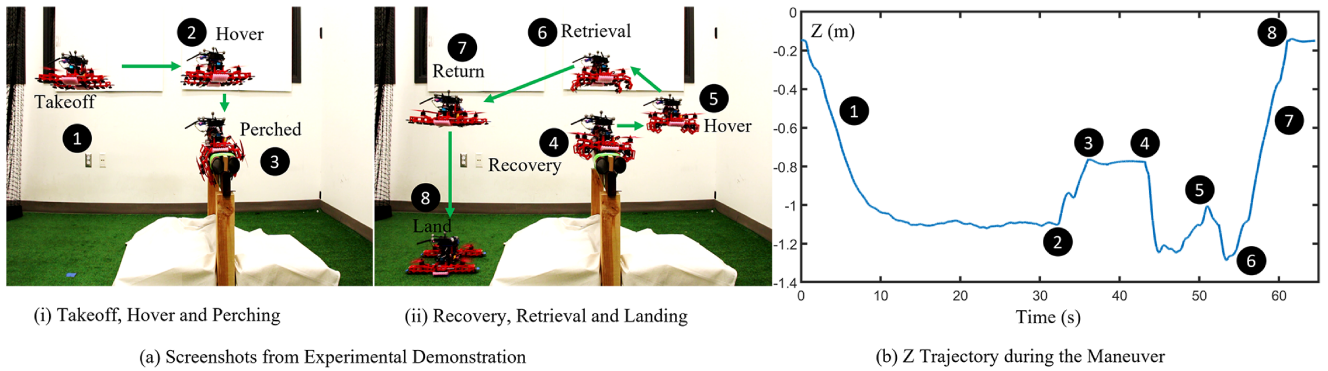 2 Hover
Takeoff
1
Perched
3
6 Retrieval
7
Return
5
Hover
4
Recovery
8
Land
(i) Takeoff, Hover and Perching
(ii) Recovery, Retrieval and Landing
(a) Screenshots from Experimental Demonstration
Z (m)
0
-0.2
-0.4
-0.6
-0.8
-1
-1.2
-1.4
1
2
3
4
5
6
7
8
0 10 20 30 40 50 60
Time (s)
(b) Z Trajectory during the Maneuver